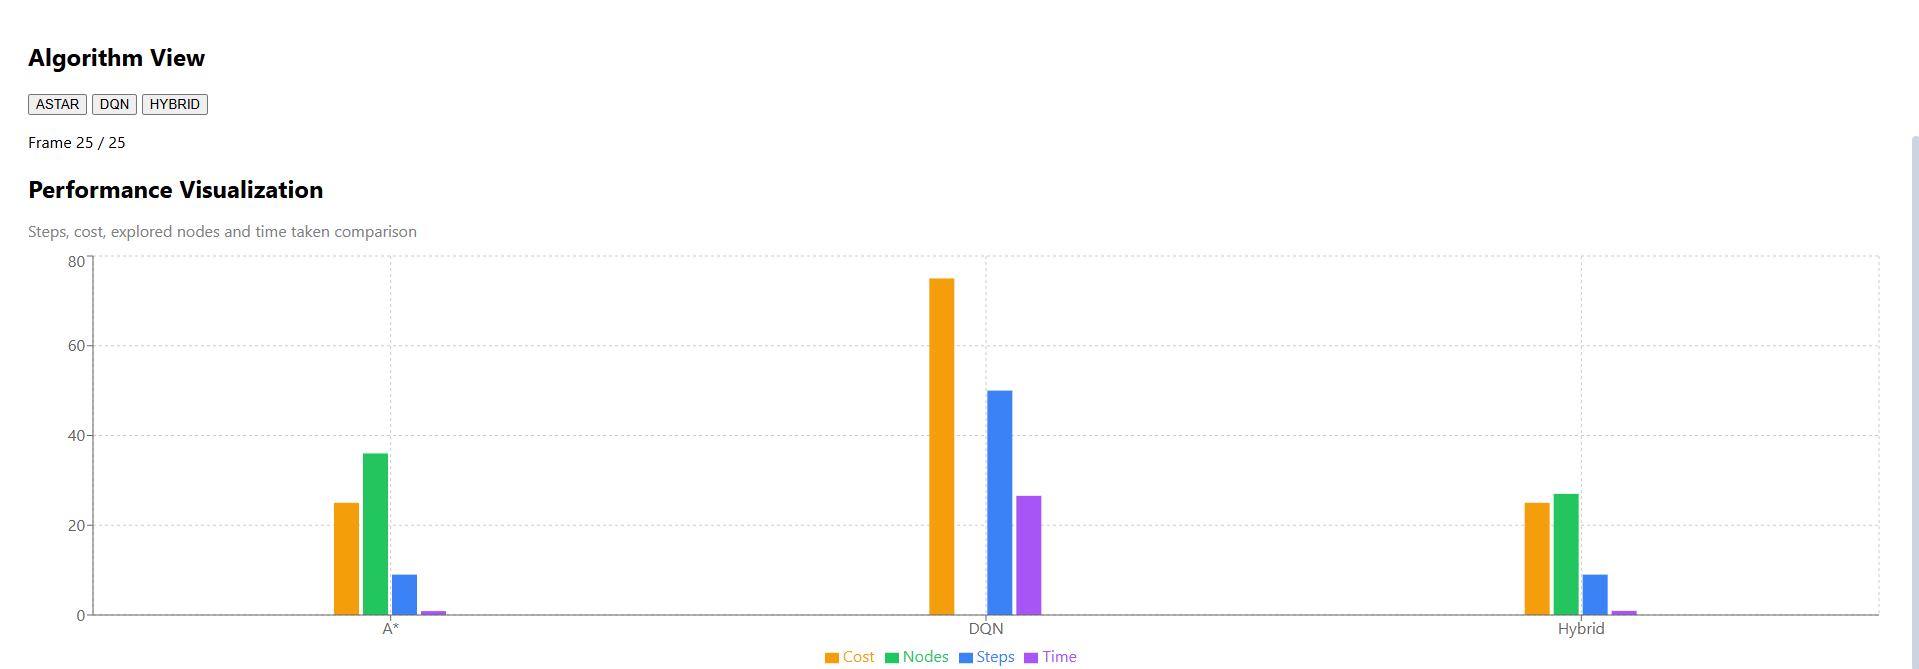 Algorithm View
ASTAR DQN HYBRID
Frame 25 / 25
Performance Visualization
Steps, cost, explored nodes and time taken comparison
80
60
40
20
0
A* DQN Hybrid
Cost Nodes Steps Time